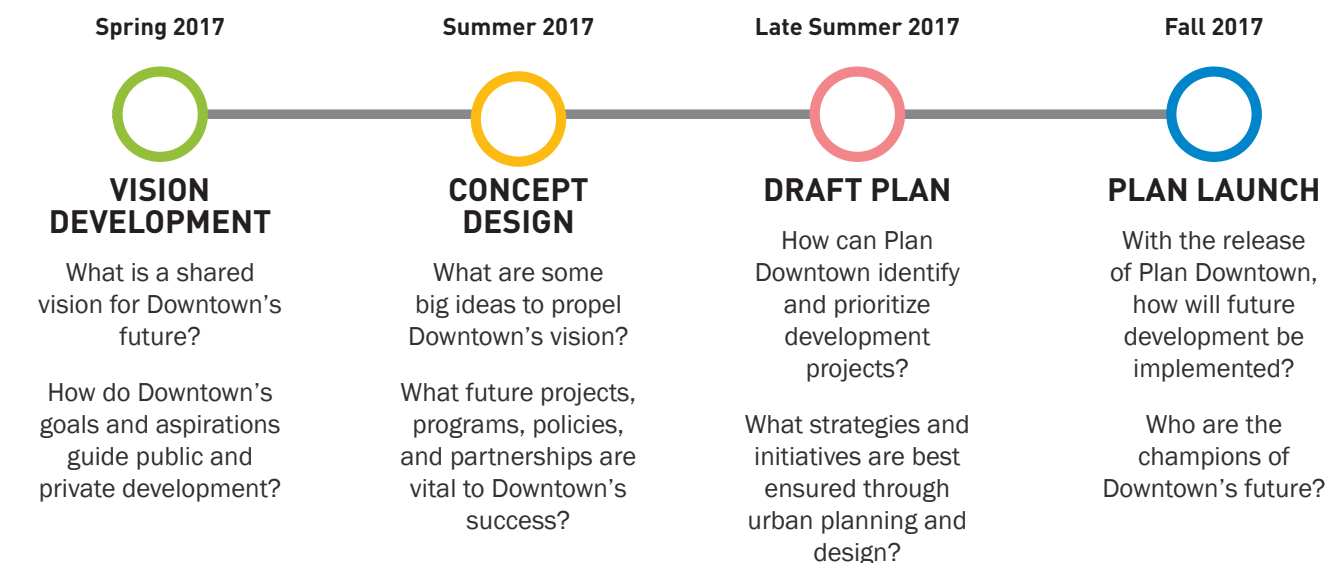 Spring 2017
VISION
DEVELOPMENT
What is a shared
vision for Downtown's
future?
How do Downtown's
goals and aspirations
guide public and
private development?
Summer 2017
CONCEPT
DESIGN
What are some
big ideas to propel
Downtown's vision?
What future projects,
programs, policies,
and partnerships are
vital to Downtown's
success?
Late Summer 2017
DRAFT PLAN
How can Plan
Downtown identify
and prioritize
development
projects?
What strategies and
initiatives are best
ensured through
urban planning and
design?
Fall 2017
PLAN LAUNCH
With the release
of Plan Downtown,
how will future
development be
implemented?
Who are the
champions of
Downtown's future?